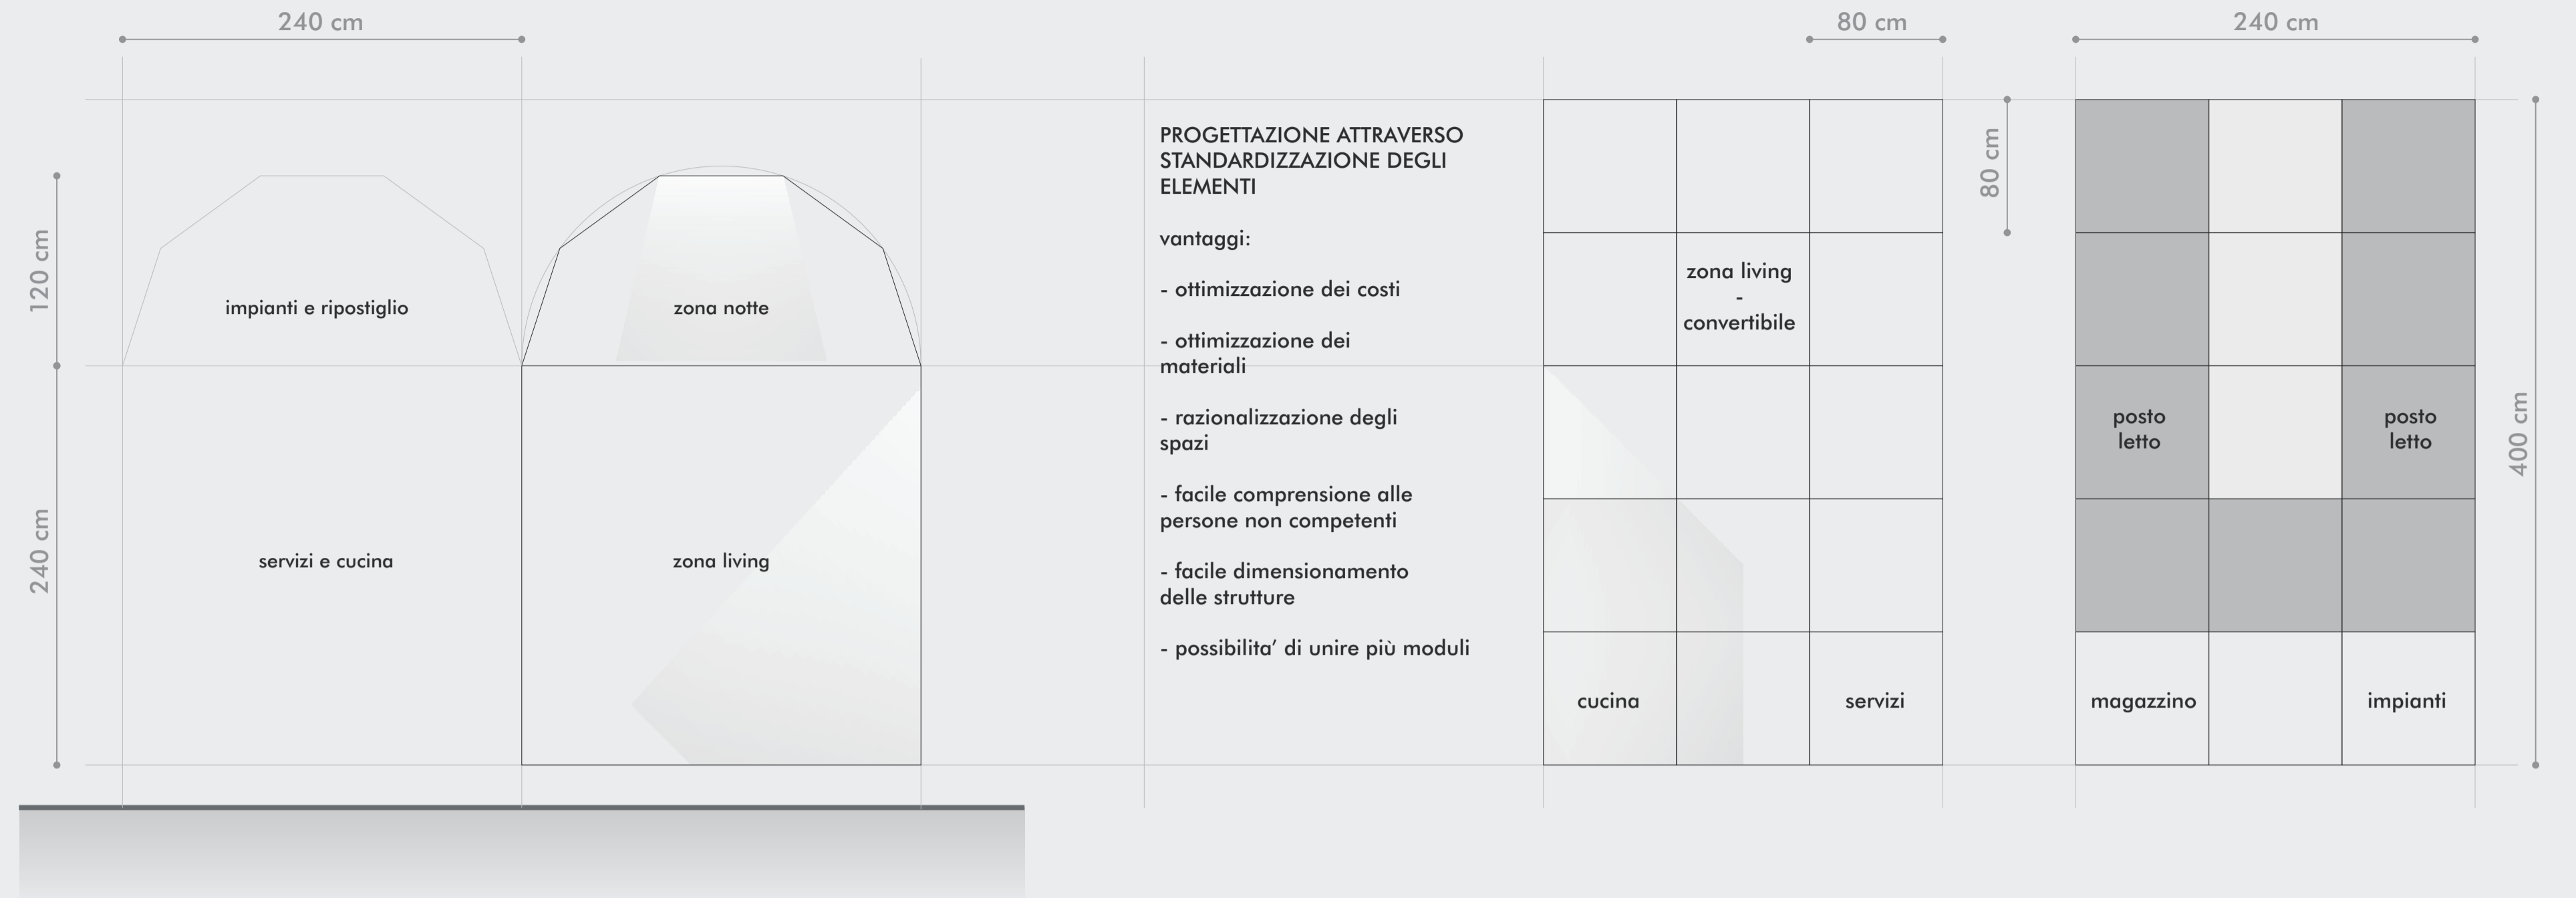 240 cm
80 cm
240 cm
120 cm
240 cm
impianti e ripostiglio
zona notte
servizi e cucina
zona living
PROGETTAZIONE ATTRAVERSO
STANDARDIZZAZIONE DEGLI
ELEMENTI
vantaggi:
- ottimizzazione dei costi
- ottimizzazione dei
materiali
- razionalizzazione degli
spazi
- facile comprensione alle
persone non competenti
- facile dimensionamento
delle strutture
- possibilita’ di unire più moduli
zona living
-
convertibile
cucina
servizi
80 cm
posto
letto
posto
letto
magazzino
impianti
400 cm